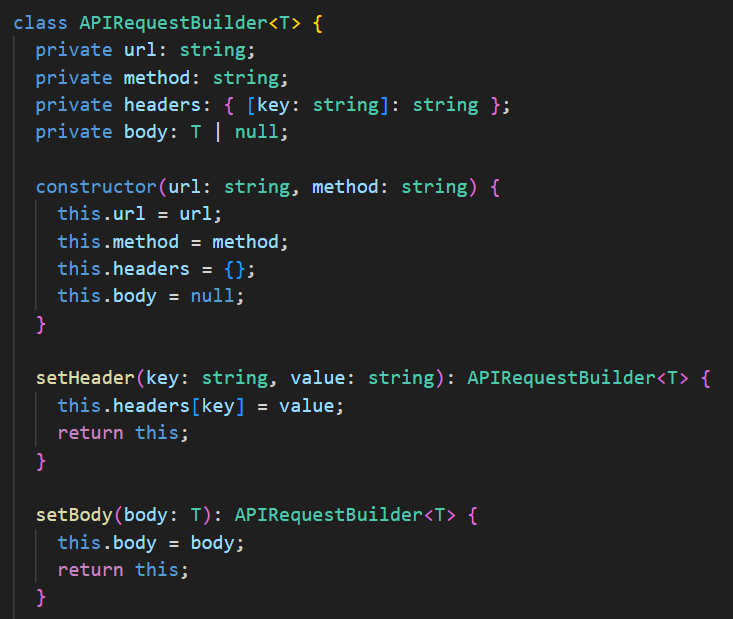 class APIRequestBuilder<T> {
  private url: string;
  private method: string;
  private headers: { [key: string]: string };
  private body: T | null;

  constructor(url: string, method: string) {
    this.url = url;
    this.method = method;
    this.headers = {};
    this.body = null;
  }

  setHeader(key: string, value: string): APIRequestBuilder<T> {
    this.headers[key] = value;
    return this;
  }

  setBody(body: T): APIRequestBuilder<T> {
    this.body = body;
    return this;
  }